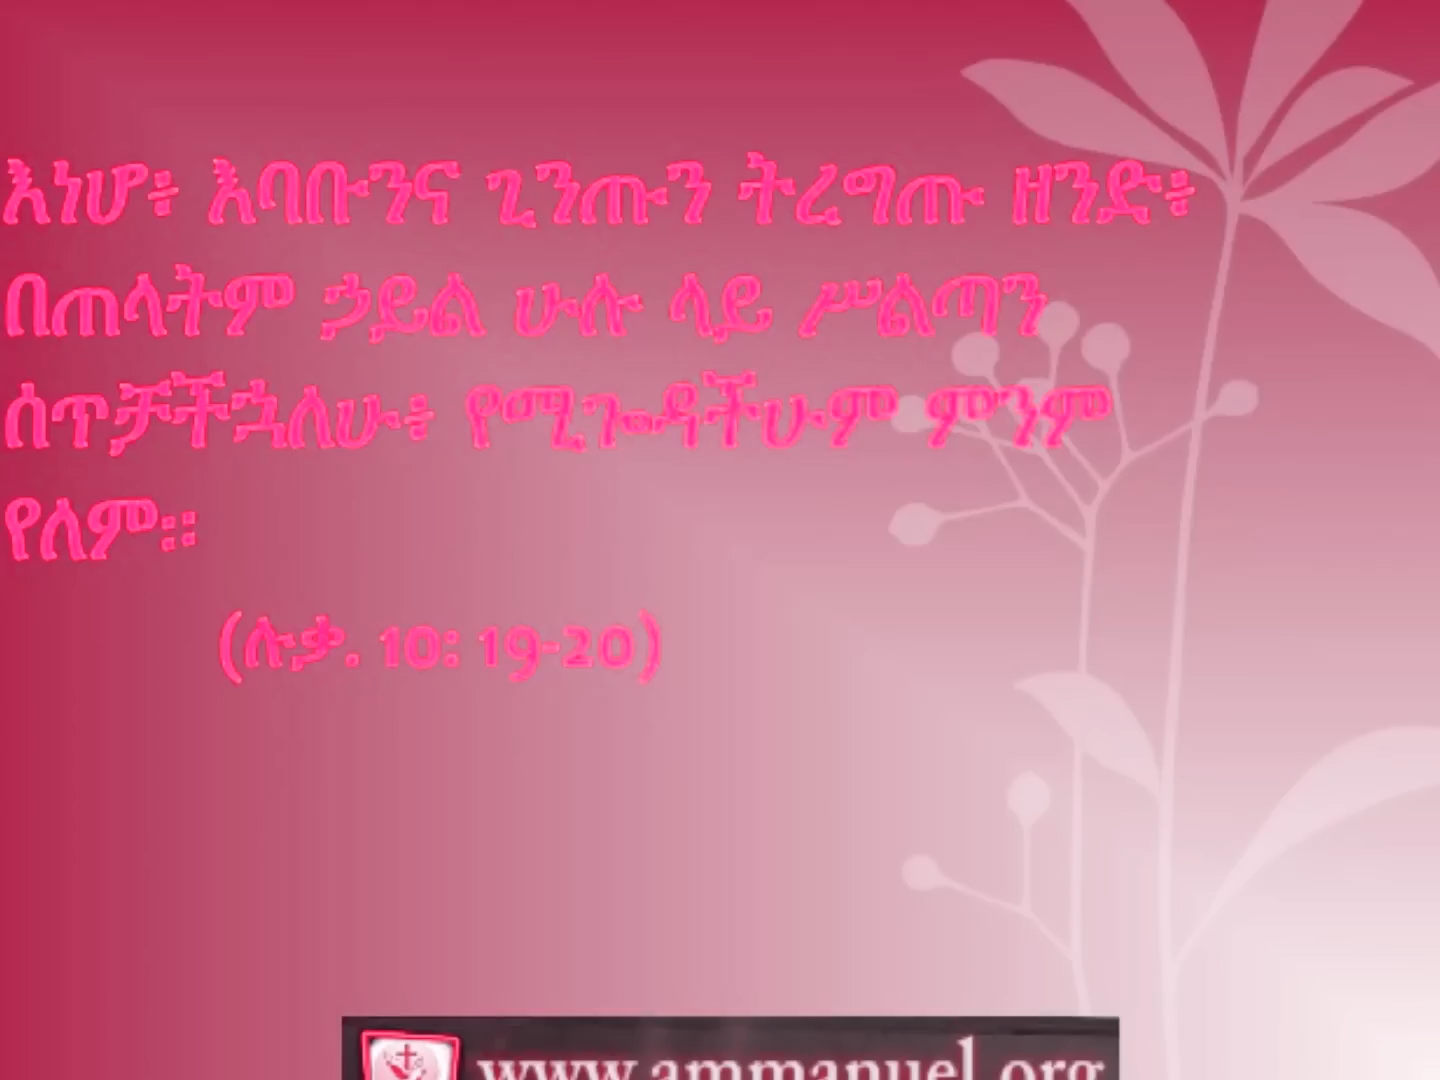 እነሆ፥ እባቡንና ጊንጡን ትረግጡ ዘንድ፥
በጠላትም ኃይል ሁሉ ላይ ሥልጣን
ሰጥቻችኋለሁ፥ የሚጐዳችሁም ምንም
የለም።
(ሉቃ. 10: 19-20)
www.ammanuel.org